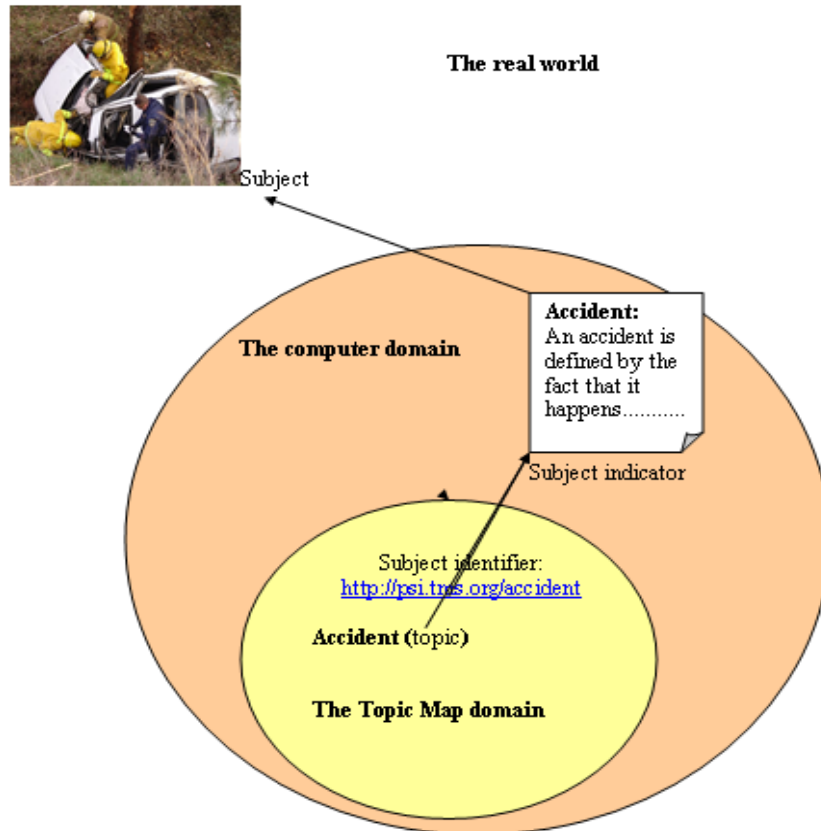 The real world
Subject
Accident:
An accident is
defined by the
fact that it
happens...........
The computer domain
Subject indicator
Subject identifier:
http://psi.tms.org/accident
Accident (topic)
The Topic Map domain